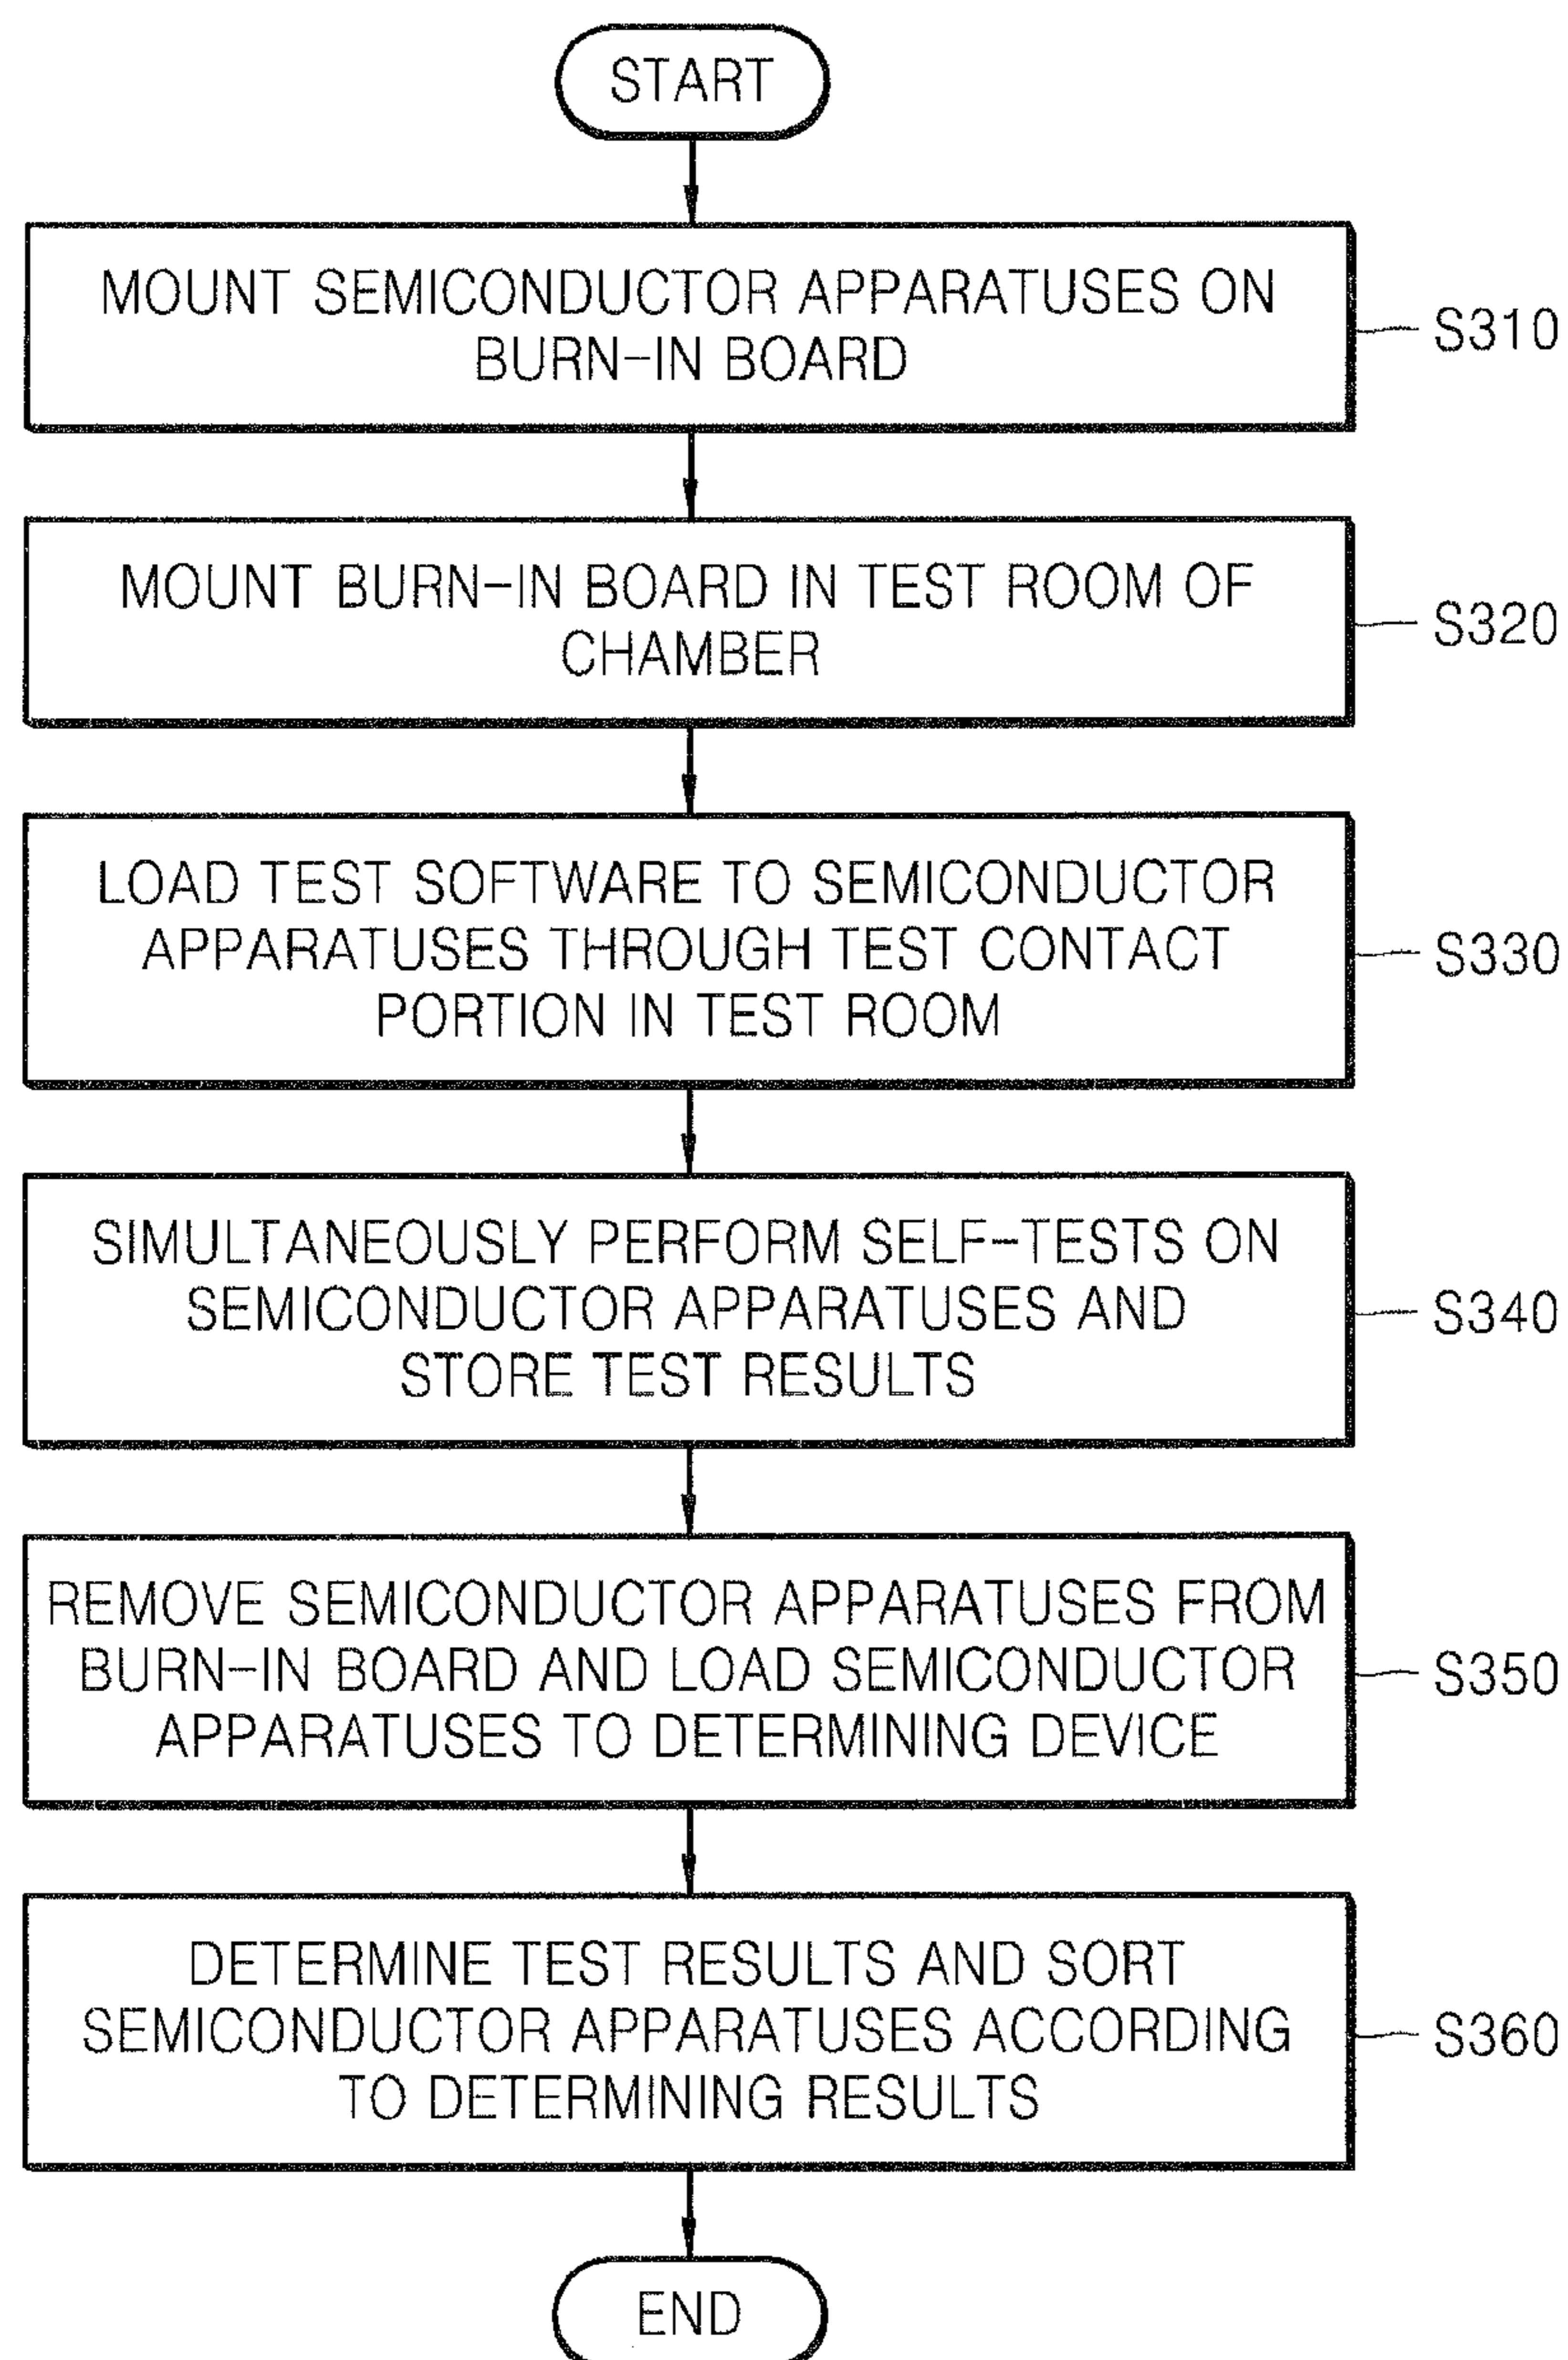 START
MOUNT SEMICONDUCTOR APPARATUSES ON
BURN-IN BOARD
S310
MOUNT BURN-IN BOARD IN TEST ROOM OF
CHAMBER
S320
LOAD TEST SOFTWARE TO SEMICONDUCTOR
APPARATUSES THROUGH TEST CONTACT
PORTION IN TEST ROOM
S330
SIMULTANEOUSLY PERFORM SELF-TESTS ON
SEMICONDUCTOR APPARATUSES AND
STORE TEST RESULTS
S340
REMOVE SEMICONDUCTOR APPARATUSES FROM
BURN-IN BOARD AND LOAD SEMICONDUCTOR
APPARATUSES TO DETERMINING DEVICE
S350
DETERMINE TEST RESULTS AND SORT
SEMICONDUCTOR APPARATUSES ACCORDING
TO DETERMINING RESULTS
S360
END